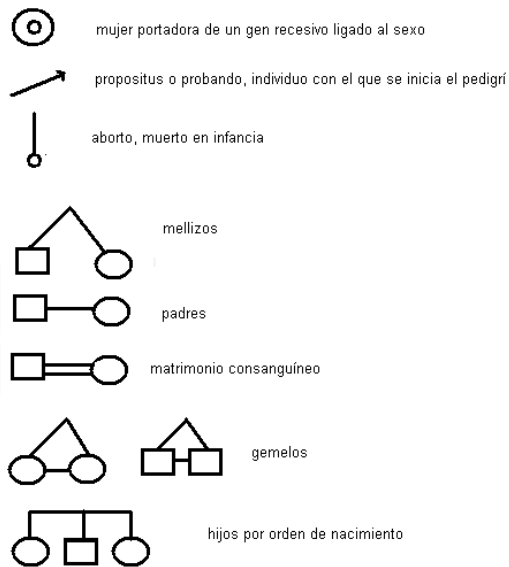 mujer portadora de un gen recesivo ligado al sexo
propositus o probando, individuo con el que se inicia el pedigrí
aborto, muerto en infancia
mellizos
padres
matrimonio consanguíneo
gemelos
hijos por orden de nacimiento